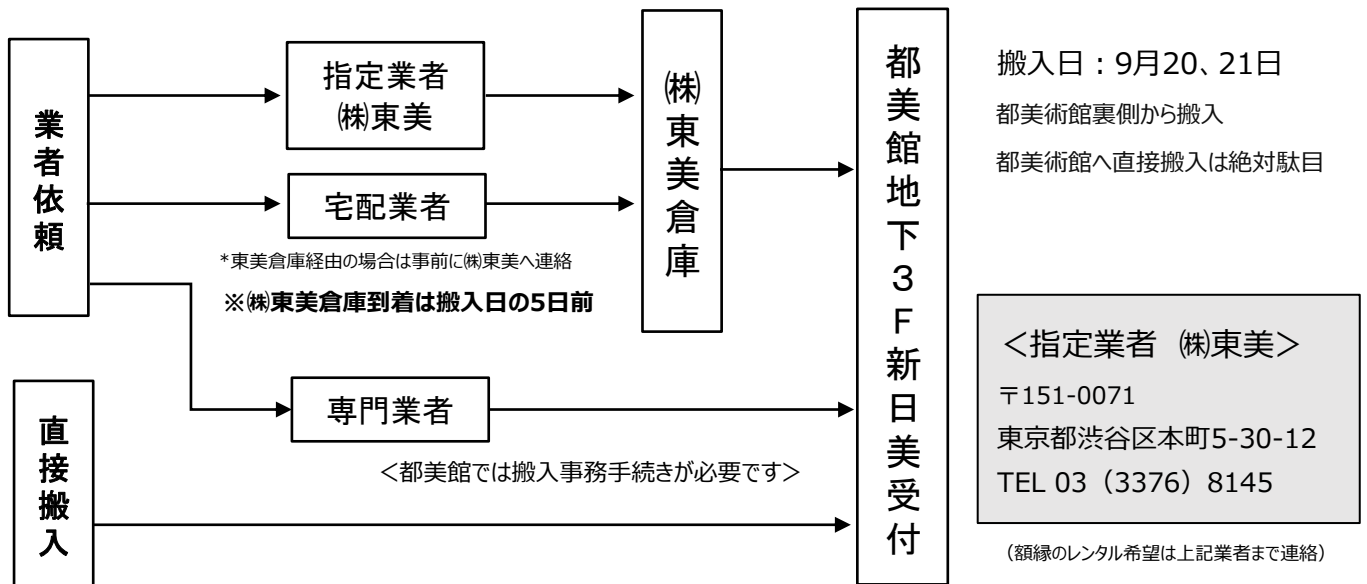 業者依頼
指定業者
㈱東美
宅配業者
*東美倉庫経由の場合は事前に㈱東美へ連絡
※㈱東美倉庫到着は搬入日の5日前
㈱東美倉庫
専門業者
<都美館では搬入事務手続きが必要です>
直接搬入
都美館地下３Ｆ新日美受付
搬入日：9月20、21日
都美術館裏側から搬入
都美術館へ直接搬入は絶対駄目
＜指定業者 ㈱東美＞
〒151-0071
東京都渋谷区本町5-30-12
TEL 03（3376）8145
（額縁のレンタル希望は上記業者まで連絡）